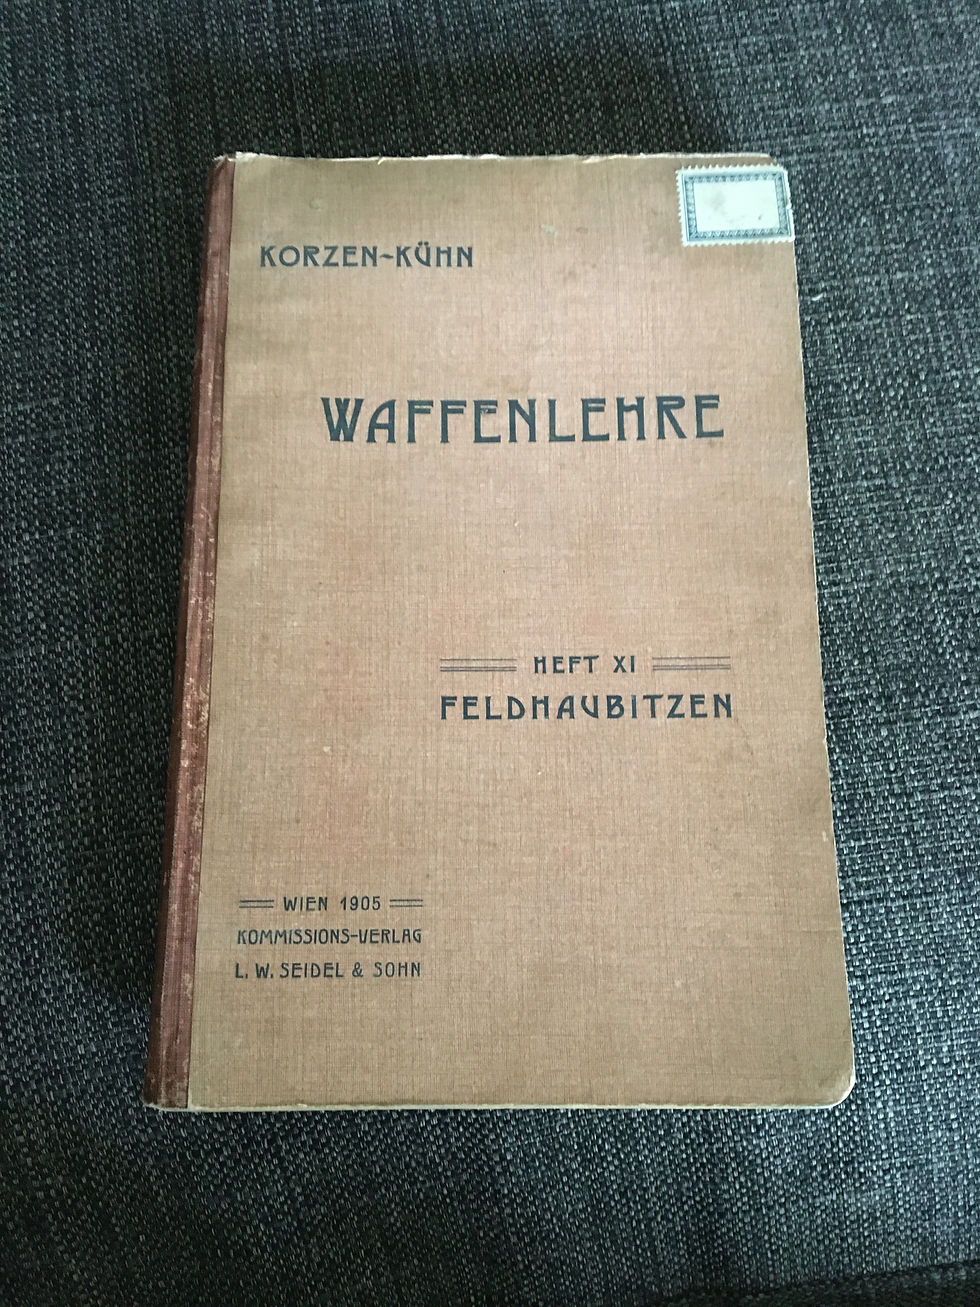 KORZEN~KÜHN
WAFFENLEHRE
HEFT XI
FELDHAUBITZEN
WIEN 1905
KOMMISSIONS-VERLAG
L. W. SEIDEL & SOHN